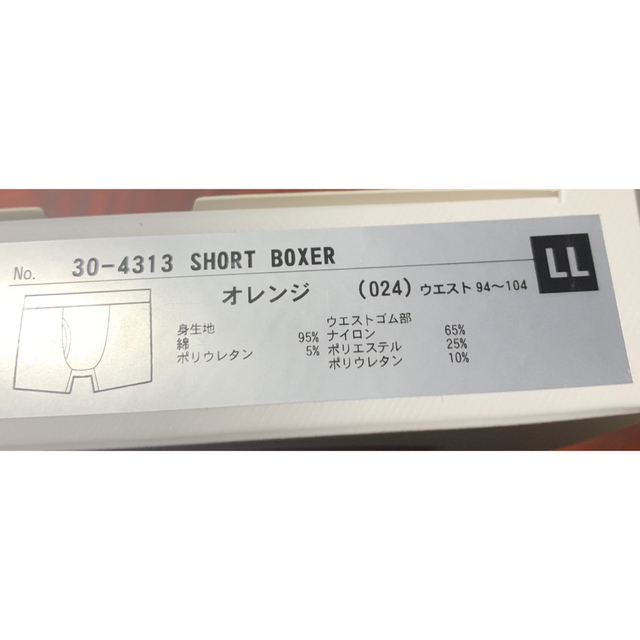 No. 30-4313 SHORT BOXER
LL
オレンジ (024) ウエスト 94〜104
身生地
綿 95%
ポリウレタン 5%
ウエストゴム部
ナイロン 65%
ポリエステル 25%
ポリウレタン 10%